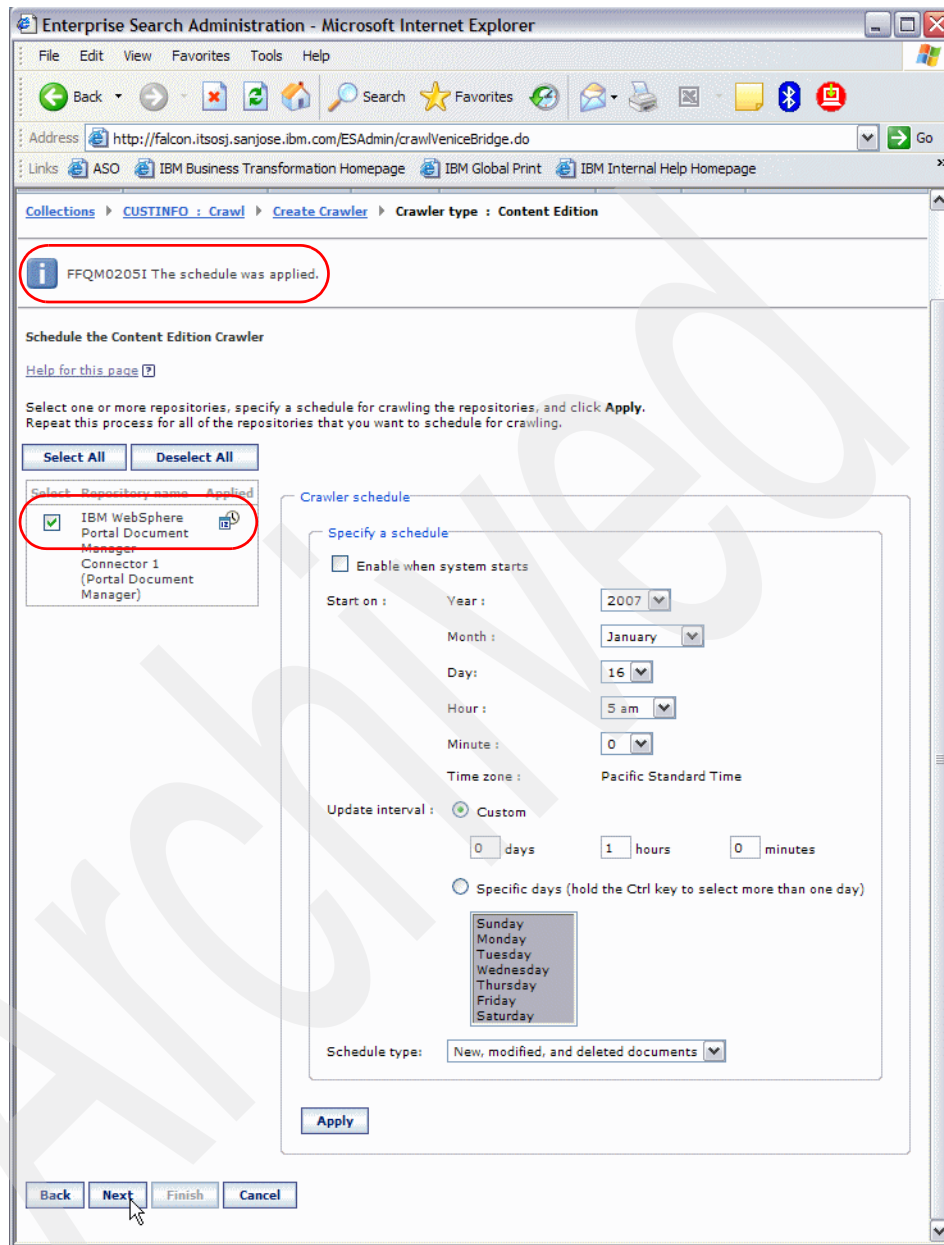 Enterprise Search Administration - Microsoft Internet Explorer
File Edit View Favorites Tools Help
Back Search Favorites
Address http://falcon.itsosj.sanjose.ibm.com/ESAdmin/crawlVeniceBridge.do Go
Links ASO IBM Business Transformation Homepage IBM Global Print IBM Internal Help Homepage »
Collections Crawl CUSTINFO : Crawl Create Crawler Crawler type : Content Edition
FFQM0205I The schedule was applied.
Schedule the Content Edition Crawler
Help for this page ?
Select one or more repositories, specify a schedule for crawling the repositories, and click Apply.
Repeat this process for all of the repositories that you want to schedule for crawling.
Select All Deselect All
Select Repository name Applied
IBM WebSphere
Portal Document
Manager
Connector 1
(Portal Document
Manager)
Crawler schedule
Specify a schedule
Enable when system starts
Start on : Year : 2007
Month : January
Day: 16
Hour : 5 am
Minute : 0
Time zone : Pacific Standard Time
Update interval : Custom
0 days 1 hours 0 minutes
Specific days (hold the Ctrl key to select more than one day)
Sunday
Monday
Tuesday
Wednesday
Thursday
Friday
Saturday
Schedule type: New, modified, and deleted documents
Apply
Back Next Finish Cancel
Archived